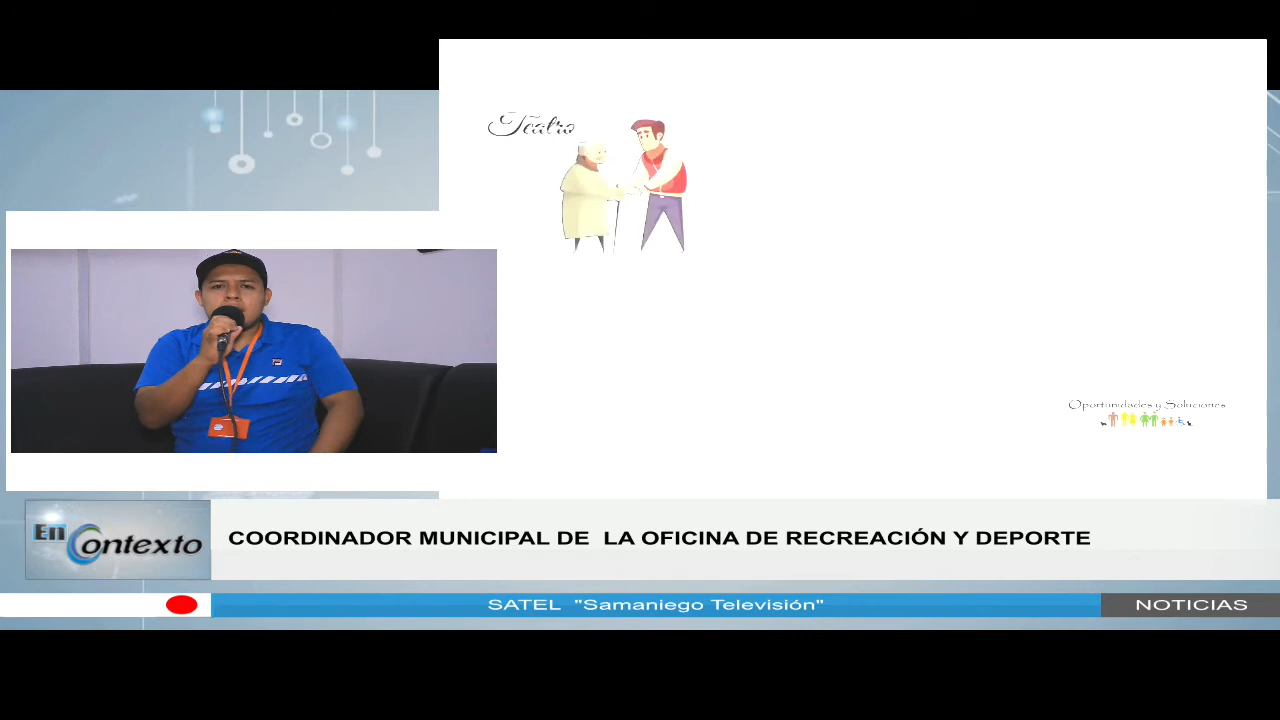 Teatro
Oportunidades y Soluciones
En
Contexto
COORDINADOR MUNICIPAL DE LA OFICINA DE RECREACIÓN Y DEPORTE
SATEL "Samaniego Televisión"
NOTICIAS